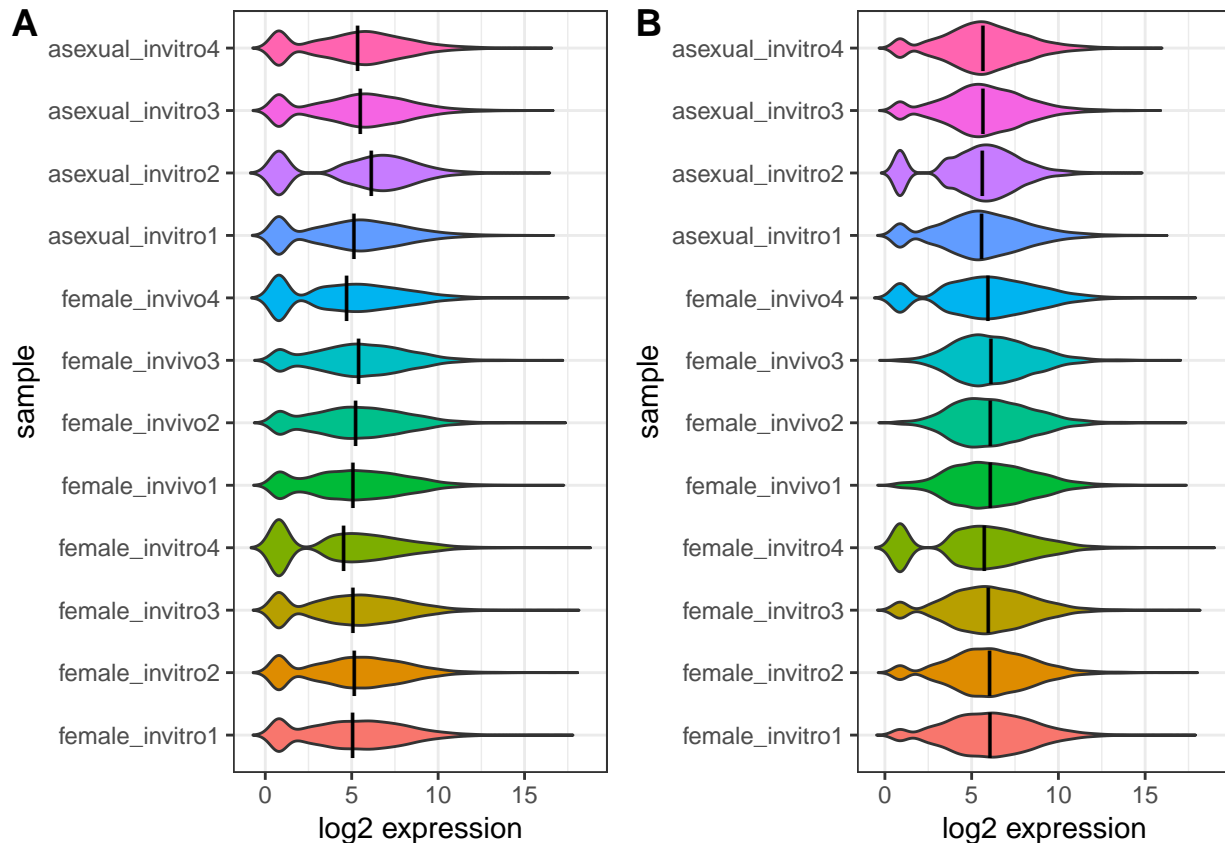 A
asexual_invitro4
asexual_invitro3
asexual_invitro2
asexual_invitro1
female_invivo4
female_invivo3
female_invivo2
female_invivo1
female_invitro4
female_invitro3
female_invitro2
female_invitro1
sample
0 5 10 15
log2 expression
B
asexual_invitro4
asexual_invitro3
asexual_invitro2
asexual_invitro1
female_invivo4
female_invivo3
female_invivo2
female_invivo1
female_invitro4
female_invitro3
female_invitro2
female_invitro1
sample
0 5 10 15
log2 expression